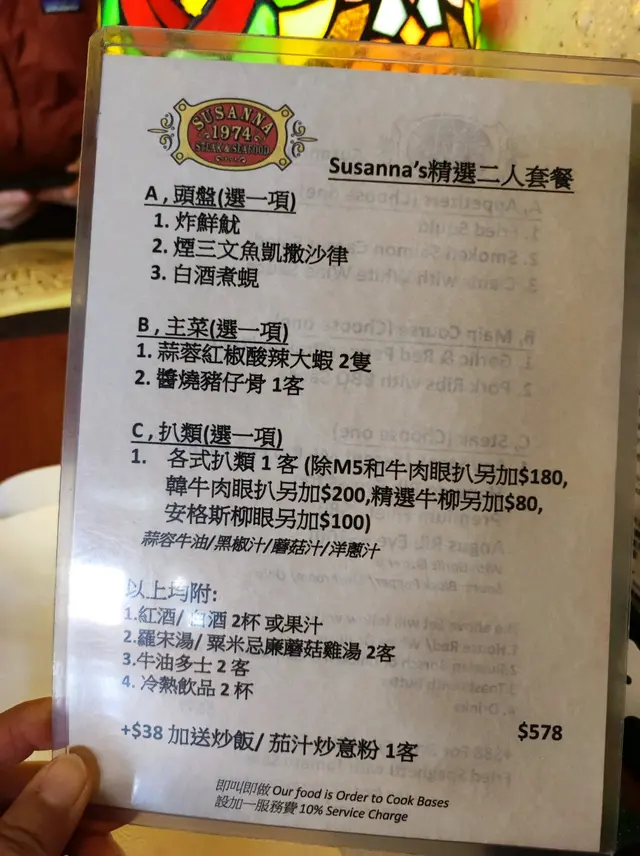 SUSANNA
1974
STEAK & SEAFOOD
Susanna's精選二人套餐
A , 頭盤(選一項)
1. 炸鮮魷
2. 煙三文魚凱撒沙律
3. 白酒煮蜆
B , 主菜(選一項)
1. 蒜蓉紅椒酸辣大蝦 2隻
2. 醬燒豬仔骨 1客
C , 扒類(選一項)
1. 各式扒類 1 客 (除M5和牛肉眼扒另加$180,
韓牛肉眼扒另加$200,精選牛柳另加$80,
安格斯柳眼另加$100)
蒜容牛油/黑椒汁/蘑菇汁/洋蔥汁
以上均附:
1.紅酒/ 白酒 2杯 或果汁
2.羅宋湯/ 粟米忌廉蘑菇雞湯 2客
3.牛油多士 2 客
4. 冷熱飲品 2 杯
$578
+$38 加送炒飯/ 茄汁炒意粉 1客
即叫即做 Our food is Order to Cook Bases
設加一服務費 10% Service Charge